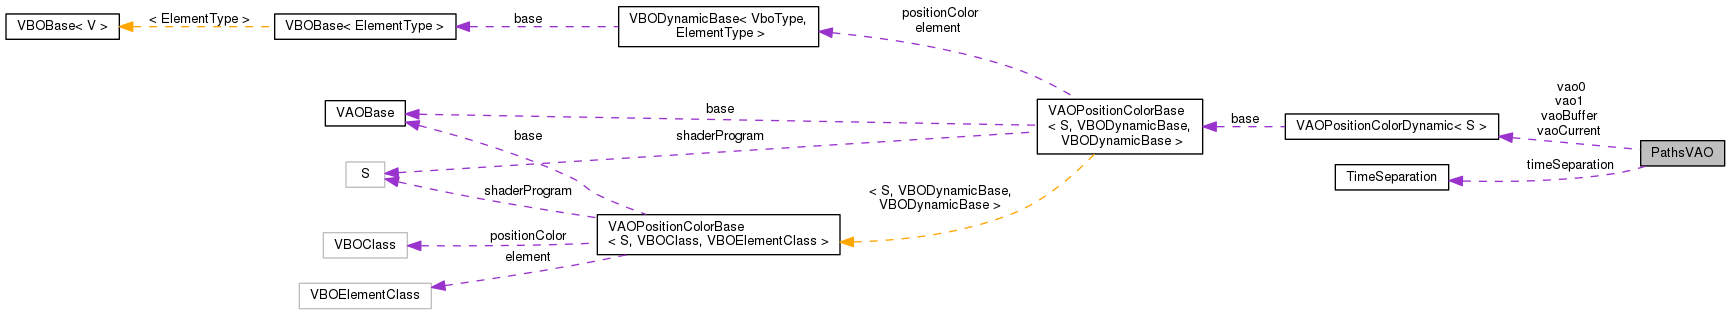 VBOBase< V >
< ElementType >
VBOBase< ElementType >
base
VBODynamicBase< VboType,
ElementType >
positionColor
element
VAOBase
base
base
shaderProgram
S
shaderProgram
VAOPositionColorBase
< S, VBODynamicBase,
VBODynamicBase >
base
VAOPositionColorDynamic< S >
vao0
vao1
vaoBuffer
vaoCurrent
PathsVAO
timeSeparation
TimeSeparation
< S, VBODynamicBase,
VBODynamicBase >
VAOPositionColorBase
< S, VBOClass, VBOElementClass >
positionColor
VBOClass
element
VBOElementClass